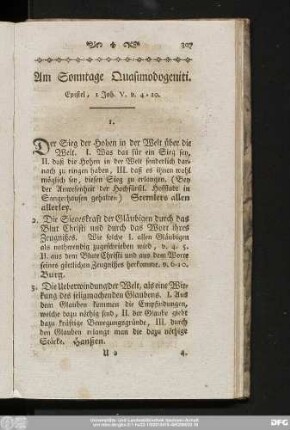 307
Am Sonntage Quasimodogeniti.
Epistel, 1 Joh. V. v. 4-10.
1.
Der Sieg der Hohen in der Welt über die
Welt. I. Was das für ein Sieg sey,
II. daß die Hohen in der Welt sonderlich dar-
nach zu ringen haben, III. daß es ihnen wohl
möglich sey, diesen Sieg zu erlangen. (Bey
der Anwesenheit der Hochfürstl. Hofstadt in
Sangerhausen gehalten.) Stemlers allen
allerley.
2. Die Siegeskraft der Gläubigen durch das
Blut Christi und durch das Wort ihres
Zeugnißes. Wie solche I. allen Gläubigen
als nothwendig zugeschrieben wird, v. 4. 5.
II. aus dem Blute Christi und aus dem Worte
seines göttlichen Zeugnißes herkomme. v. 6-10.
Burg.
3. Die Ueberwindung der Welt, als eine Wir-
kung des seligmachenden Glaubens. I. Aus
dem Glauben kommen die Empfindungen,
welche dazu nöthig sind, II. der Glaube giebt
dazu kräftige Bewegungsgründe, III. durch
den Glauben erlangt man die dazu nöthige
Stärke. Hanßen.
U 2
4.